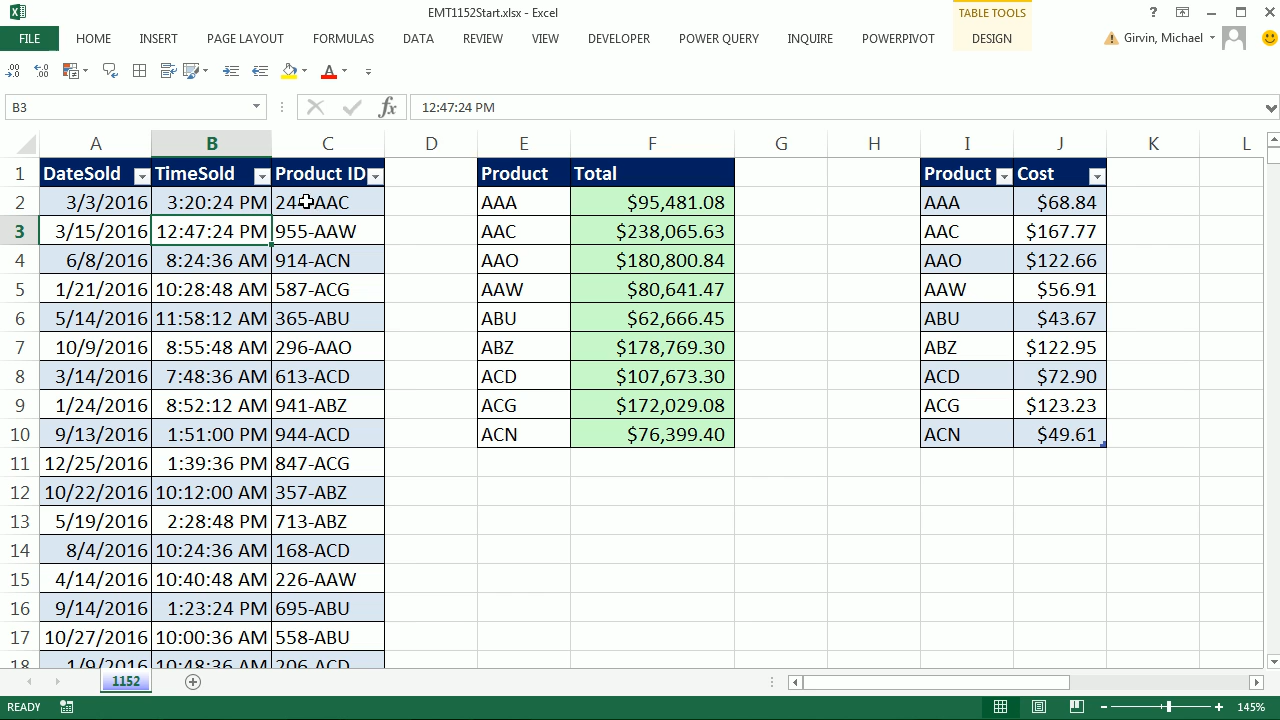 EMT1152Start.xlsx - Excel
TABLE TOOLS
?
FILE HOME INSERT PAGE LAYOUT FORMULAS DATA REVIEW VIEW DEVELOPER POWER QUERY INQUIRE POWERPIVOT DESIGN Girvin, Michael
B3 fx 12:47:24 PM
A B C D E F G H I J K L
1 DateSold TimeSold Product ID Product Total Product Cost
2 3/3/2016 3:20:24 PM AAC AAA $95,481.08 AAA $68.84
3 3/15/2016 12:47:24 PM 955-AAW AAC $238,065.63 AAC $167.77
4 6/8/2016 8:24:36 AM 914-ACN AAO $180,800.84 AAO $122.66
5 1/21/2016 10:28:48 AM 587-ACG AAW $80,641.47 AAW $56.91
6 5/14/2016 11:58:12 AM 365-ABU ABU $62,666.45 ABU $43.67
7 10/9/2016 8:55:48 AM 296-AAO ABZ $178,769.30 ABZ $122.95
8 3/14/2016 7:48:36 AM 613-ACD ACD $107,673.30 ACD $72.90
9 1/24/2016 8:52:12 AM 941-ABZ ACG $172,029.08 ACG $123.23
10 9/13/2016 1:51:00 PM 944-ACD ACN $76,399.40 ACN $49.61
11 12/25/2016 1:39:36 PM 847-ACG
12 10/22/2016 10:12:00 AM 357-ABZ
13 5/19/2016 2:28:48 PM 713-ABZ
14 8/4/2016 10:24:36 AM 168-ACD
15 4/14/2016 10:40:48 AM 226-AAW
16 9/14/2016 1:23:24 PM 695-ABU
17 10/27/2016 10:00:36 AM 558-ABU
18 1/9/2016 10:48:36 AM 206-ACD
1152
READY 145%